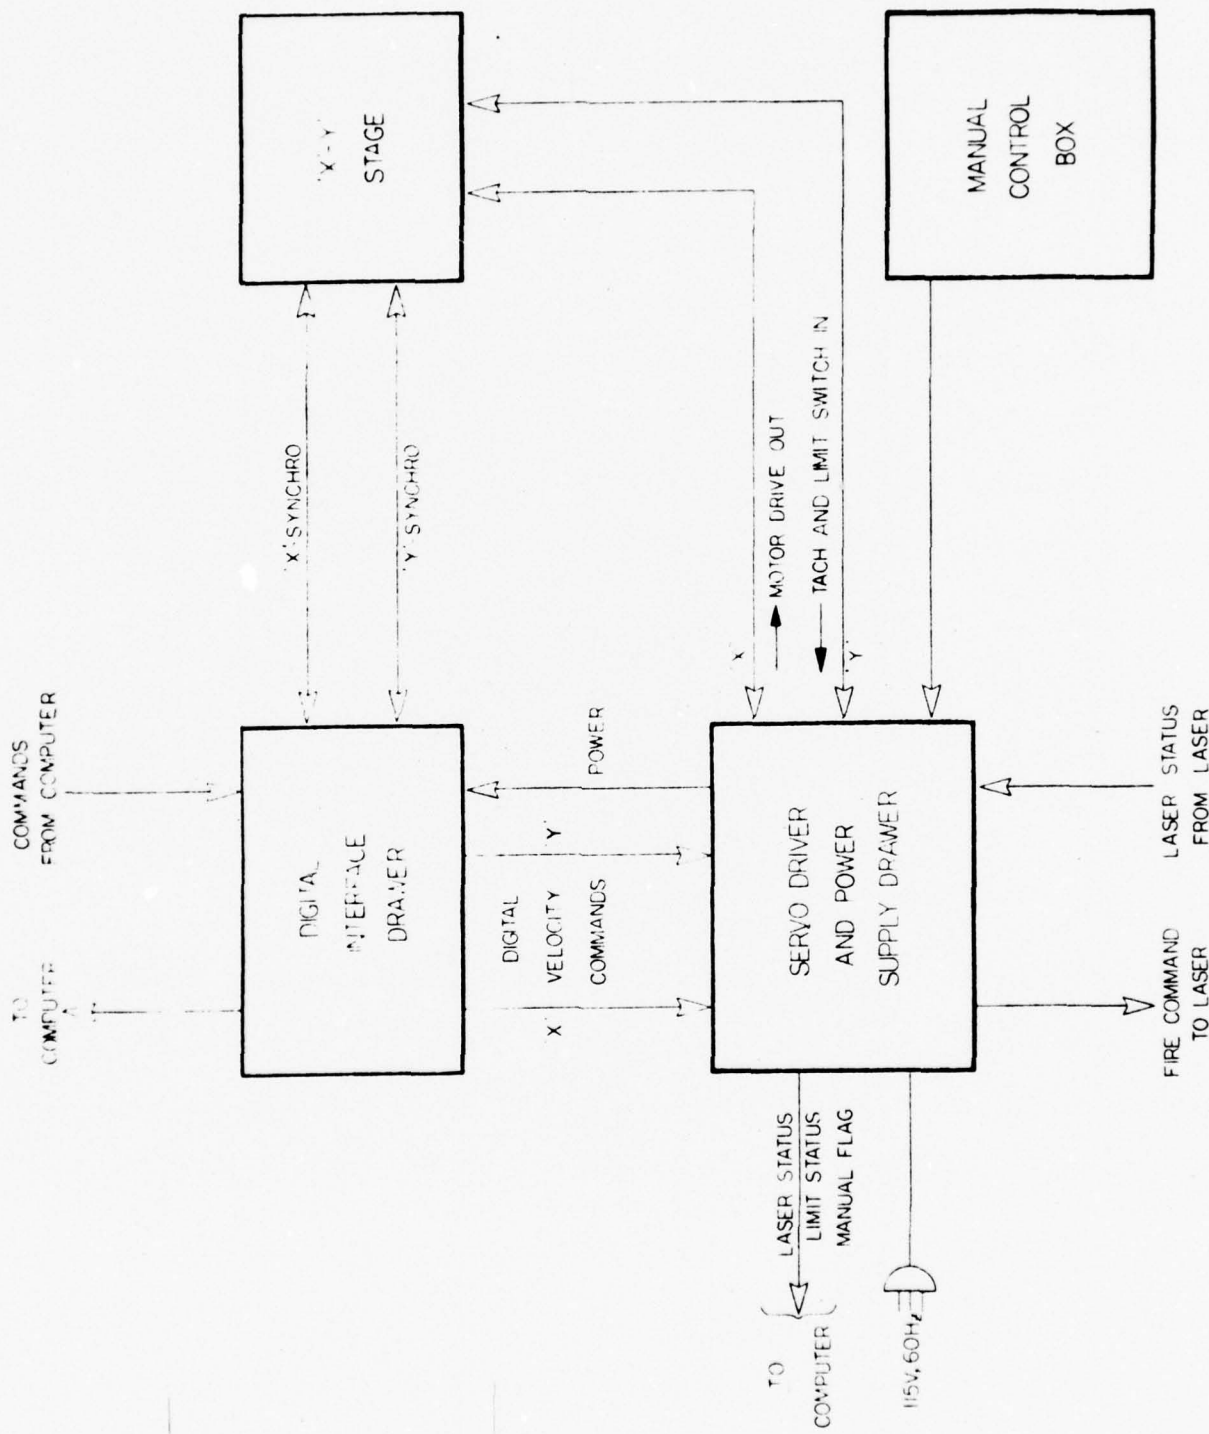 TO
COMPUTER
COMMANDS
FROM COMPUTER
DIGITAL
INTERFACE
DRAWER
'X'-SYNCHRO
'Y'-SYNCHRO
'X'-'Y'
STAGE
DIGITAL
VELOCITY
COMMANDS
'X'
'Y'
POWER
TO
COMPUTER
LASER STATUS
LIMIT STATUS
MANUAL FLAG
115V, 60Hz
SERVO DRIVER
AND POWER
SUPPLY DRAWER
'X'
MOTOR DRIVE OUT
TACH AND LIMIT SWITCH IN
'Y'
MANUAL
CONTROL
BOX
FIRE COMMAND
TO LASER
LASER STATUS
FROM LASER